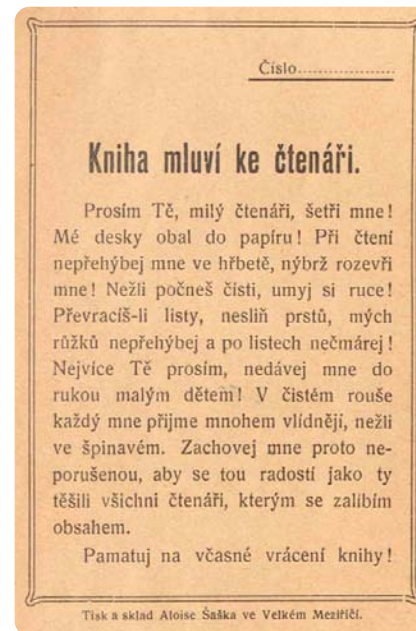 Číslo...................
Kniha mluví ke čtenáři.
Prosím Tě, milý čtenáři, šetři mne!
Mé desky obal do papíru! Při čtení
nepřehýbej mne ve hřbetě, nýbrž rozevři
mne! Nežli počneš čísti, umyj si ruce!
Převracíš-li listy, nesliň prstů, mých
růžků nepřehýbej a po listech nečmárej!
Nejvíce Tě prosím, nedávej mne do
rukou malým dětem! V čistém rouše
každý mne přijme mnohem vlídněji, nežli
ve špinavém. Zachovej mne proto ne-
porušenou, aby se tou radostí jako ty
těšili všichni čtenáři, kterým se zalíbím
obsahem.
Pamatuj na včasné vrácení knihy!
Tisk a sklad Aloise Šaška ve Velkém Meziříčí.